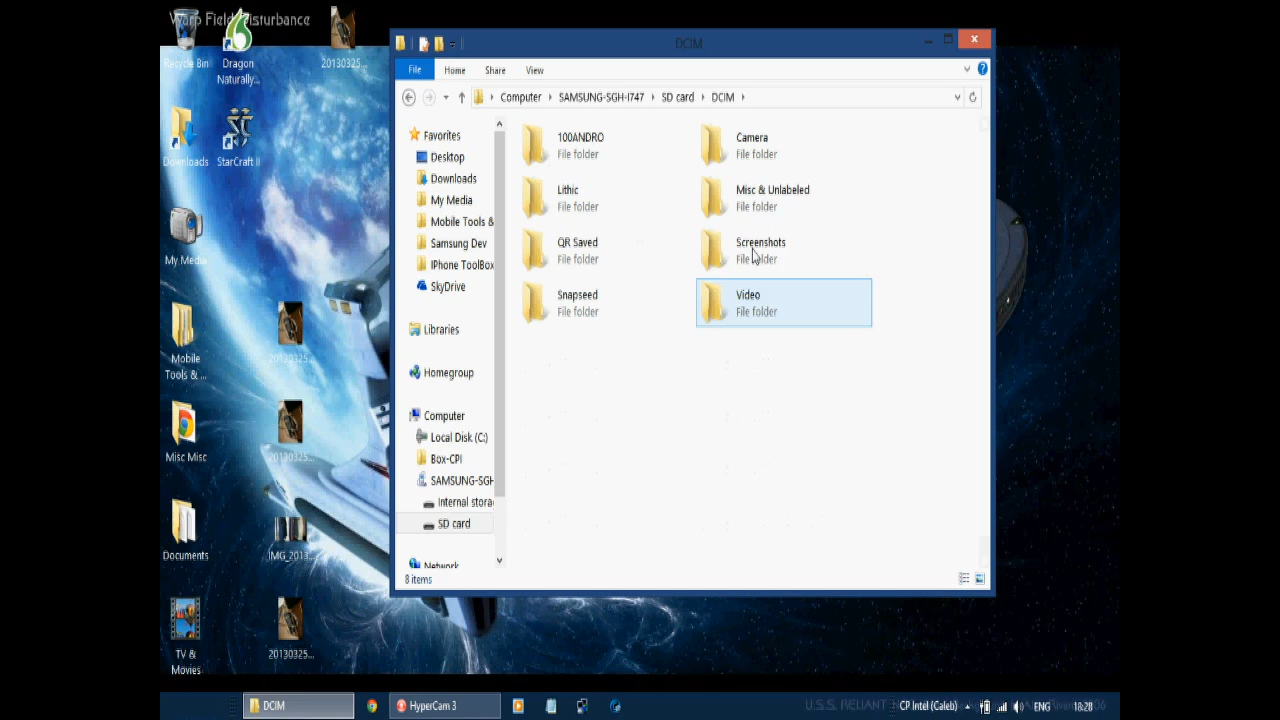 Warp Field Disturbance
Recycle Bin
Dragon
Naturally...
20130325...
Downloads
StarCraft II
My Media
Mobile
Tools & ...
20130325...
Misc Misc
20130325...
Documents
IMG_2013...
TV &
Movies
20130325...
DCIM
File
Home
Share
View
Computer
SAMSUNG-SGH-I747
SD card
DCIM
Favorites
Desktop
Downloads
My Media
Mobile Tools &
Samsung Dev
IPhone ToolBox
SkyDrive
Libraries
Homegroup
Computer
Local Disk (C:)
Box-CPI
SAMSUNG-SGH
Internal storag
SD card
Network
100ANDRO
File folder
Camera
File folder
Lithic
File folder
Misc & Unlabeled
File folder
QR Saved
File folder
Screenshots
File folder
Snapseed
File folder
Video
File folder
8 items
DCIM
HyperCam 3
U.S.S. RELIANT
CP Intel (Caleb)
ENG
18:28